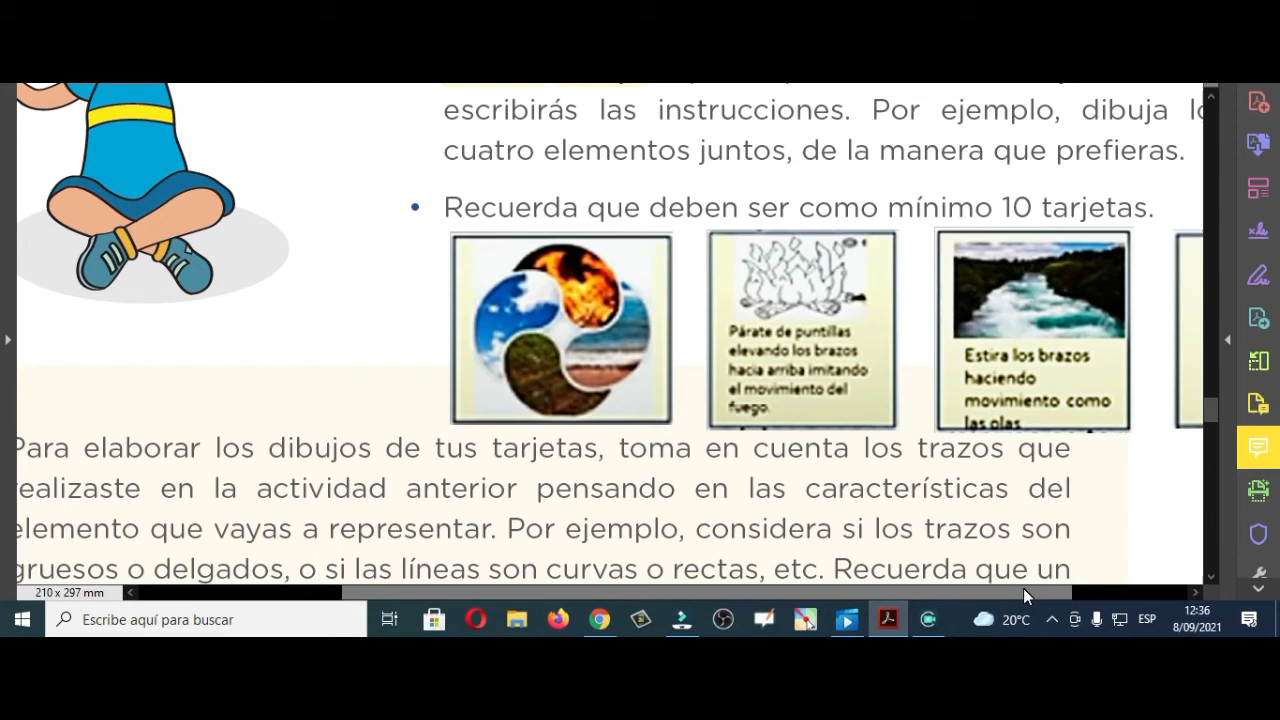 escribirás las instrucciones. Por ejemplo, dibuja lo
cuatro elementos juntos, de la manera que prefieras.
• Recuerda que deben ser como mínimo 10 tarjetas.
Párate de puntillas
elevando los brazos
hacia arriba imitando
el movimiento del
fuego.
Estira los brazos
haciendo
movimiento como
las olas
Para elaborar los dibujos de tus tarjetas, toma en cuenta los trazos que
realizaste en la actividad anterior pensando en las características del
elemento que vayas a representar. Por ejemplo, considera si los trazos son
gruesos o delgados, o si las líneas son curvas o rectas, etc. Recuerda que un
210 x 297 mm
Escribe aquí para buscar
20°C
ESP
12:36
8/09/2021